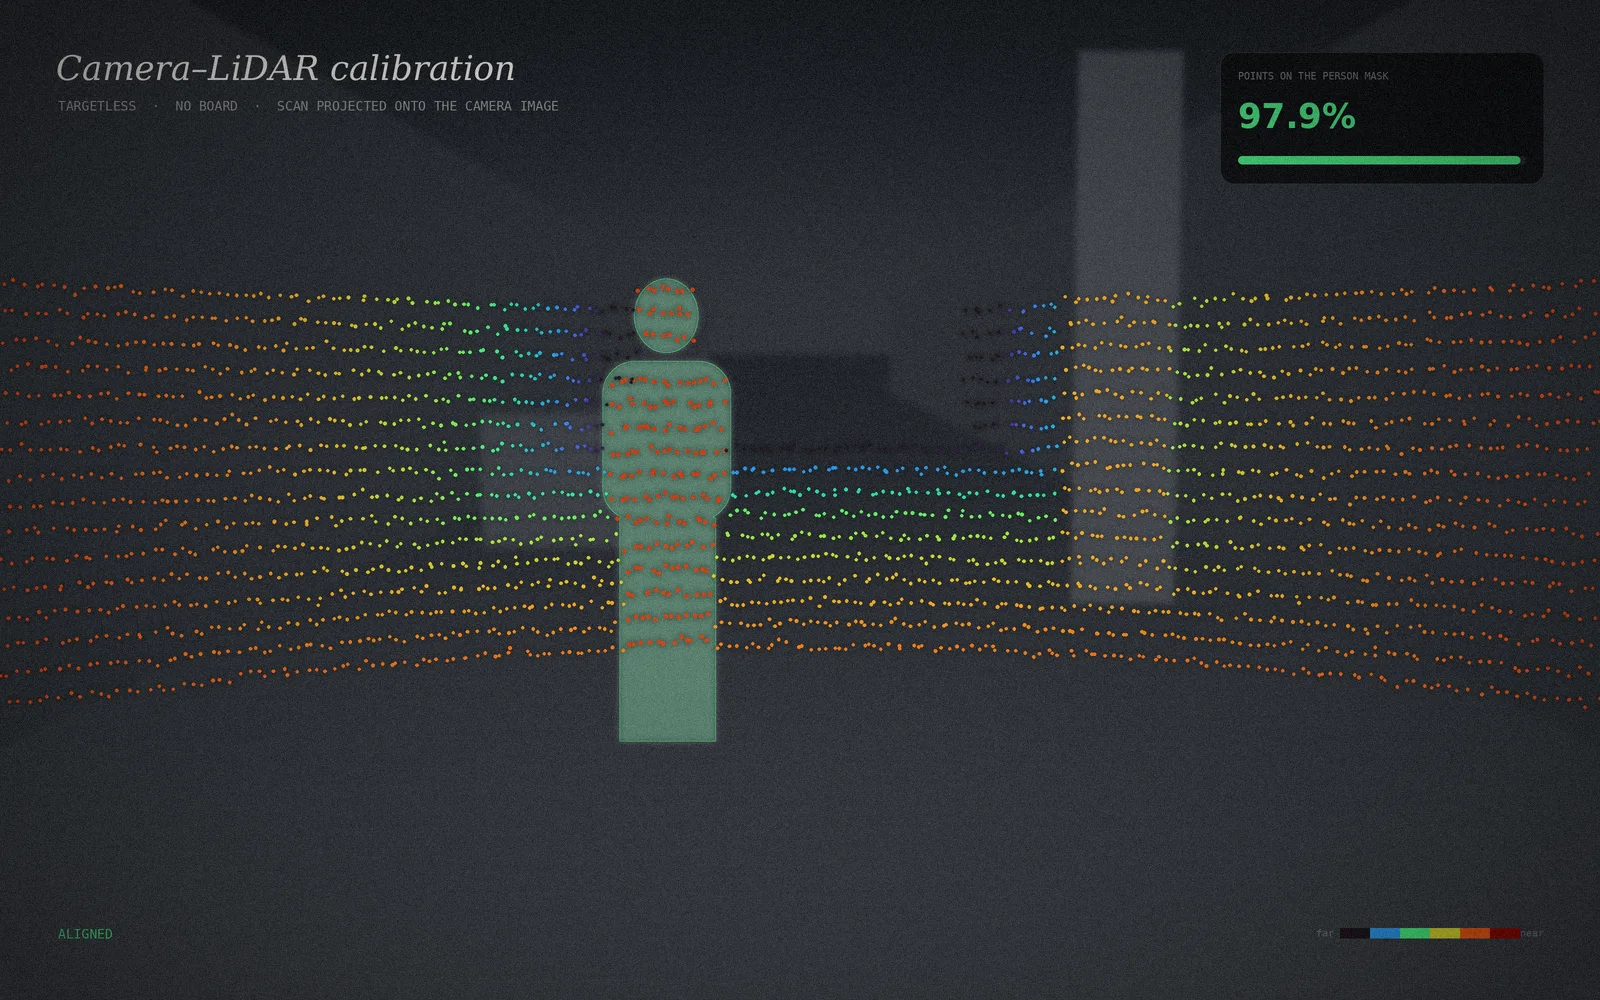 Camera–LiDAR calibration
TARGETLESS · NO BOARD · SCAN PROJECTED ONTO THE CAMERA IMAGE
POINTS ON THE PERSON MASK
97.9%
ALIGNED
far near